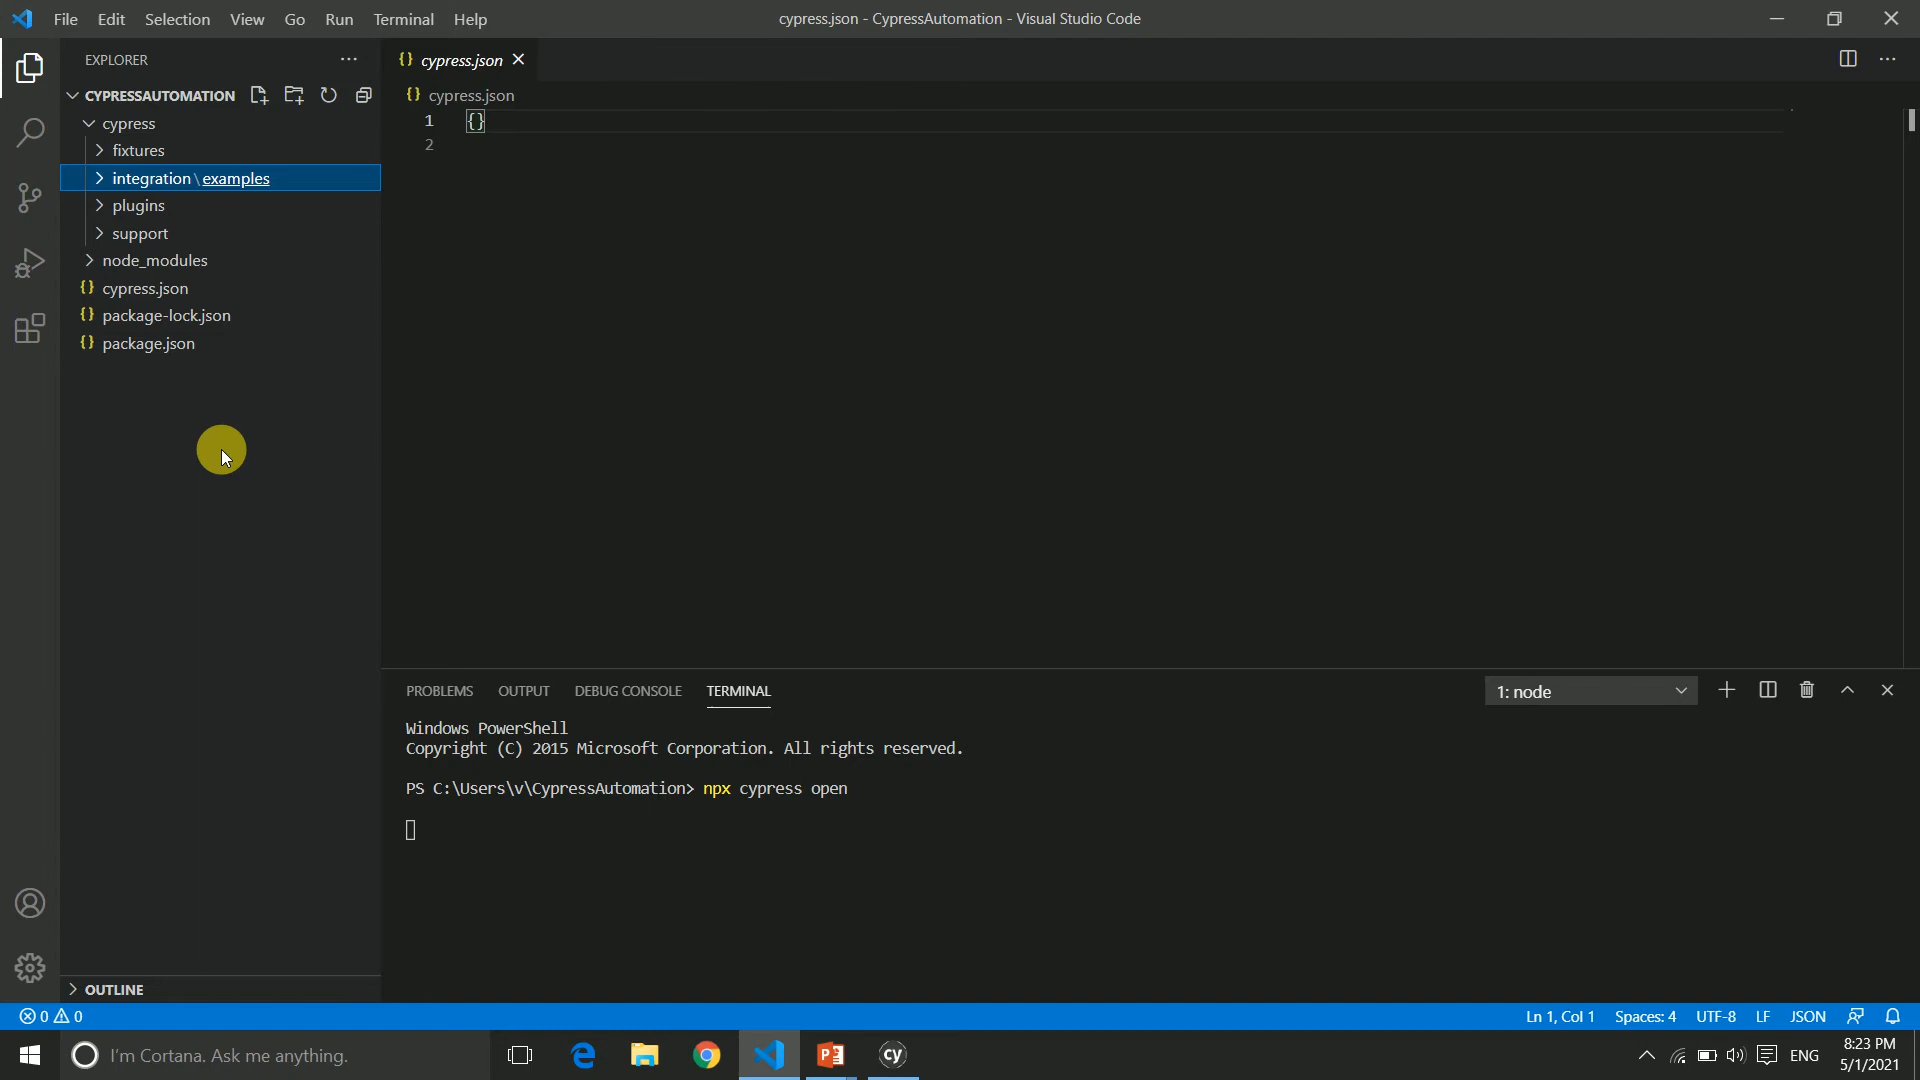 File Edit Selection View Go Run Terminal Help
cypress.json - CypressAutomation - Visual Studio Code
EXPLORER
CYPRESSAUTOMATION
cypress
fixtures
integration\examples
plugins
support
node_modules
{} cypress.json
{} package-lock.json
{} package.json
OUTLINE
{} cypress.json
{} cypress.json
1 {}
2
PROBLEMS OUTPUT DEBUG CONSOLE TERMINAL
1: node
Windows PowerShell
Copyright (C) 2015 Microsoft Corporation. All rights reserved.
PS C:\Users\v\CypressAutomation> npx cypress open
0 0
Ln 1, Col 1 Spaces: 4 UTF-8 LF JSON
I'm Cortana. Ask me anything.
cy
ENG
8:23 PM
5/1/2021